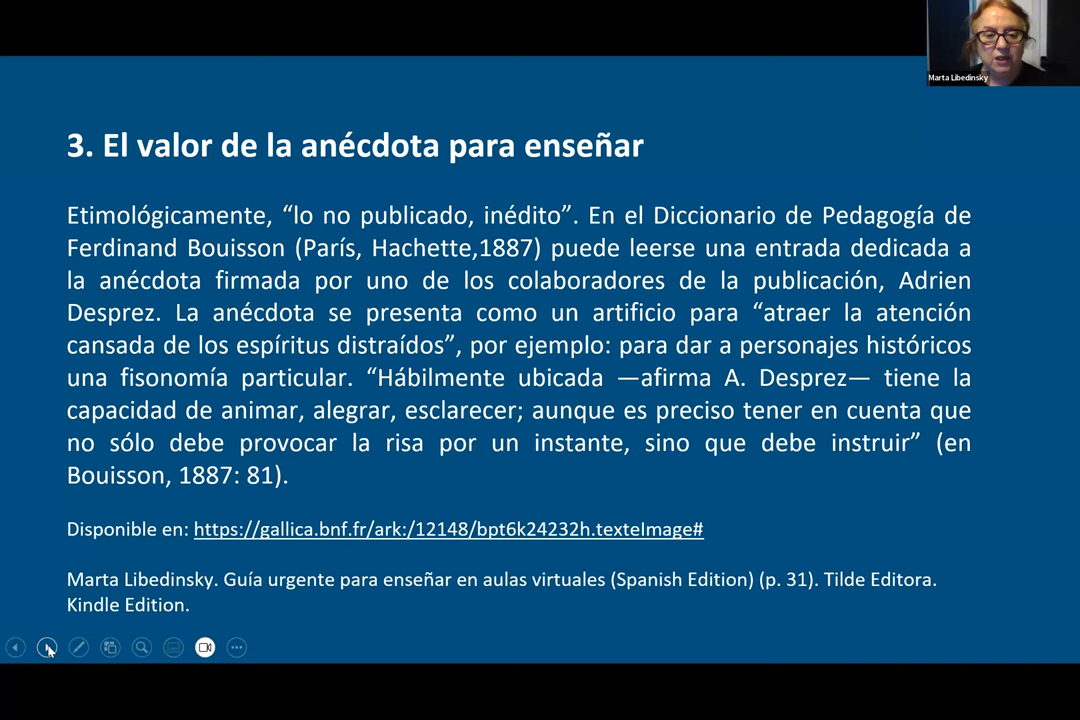 Marta Libedinsky
3. El valor de la anécdota para enseñar
Etimológicamente, “lo no publicado, inédito”. En el Diccionario de Pedagogía de
Ferdinand Bouisson (París, Hachette,1887) puede leerse una entrada dedicada a
la anécdota firmada por uno de los colaboradores de la publicación, Adrien
Desprez. La anécdota se presenta como un artificio para “atraer la atención
cansada de los espíritus distraídos”, por ejemplo: para dar a personajes históricos
una fisonomía particular. “Hábilmente ubicada —afirma A. Desprez— tiene la
capacidad de animar, alegrar, esclarecer; aunque es preciso tener en cuenta que
no sólo debe provocar la risa por un instante, sino que debe instruir” (en
Bouisson, 1887: 81).
Disponible en: https://gallica.bnf.fr/ark:/12148/bpt6k24232h.texteImage#
Marta Libedinsky. Guía urgente para enseñar en aulas virtuales (Spanish Edition) (p. 31). Tilde Editora.
Kindle Edition.